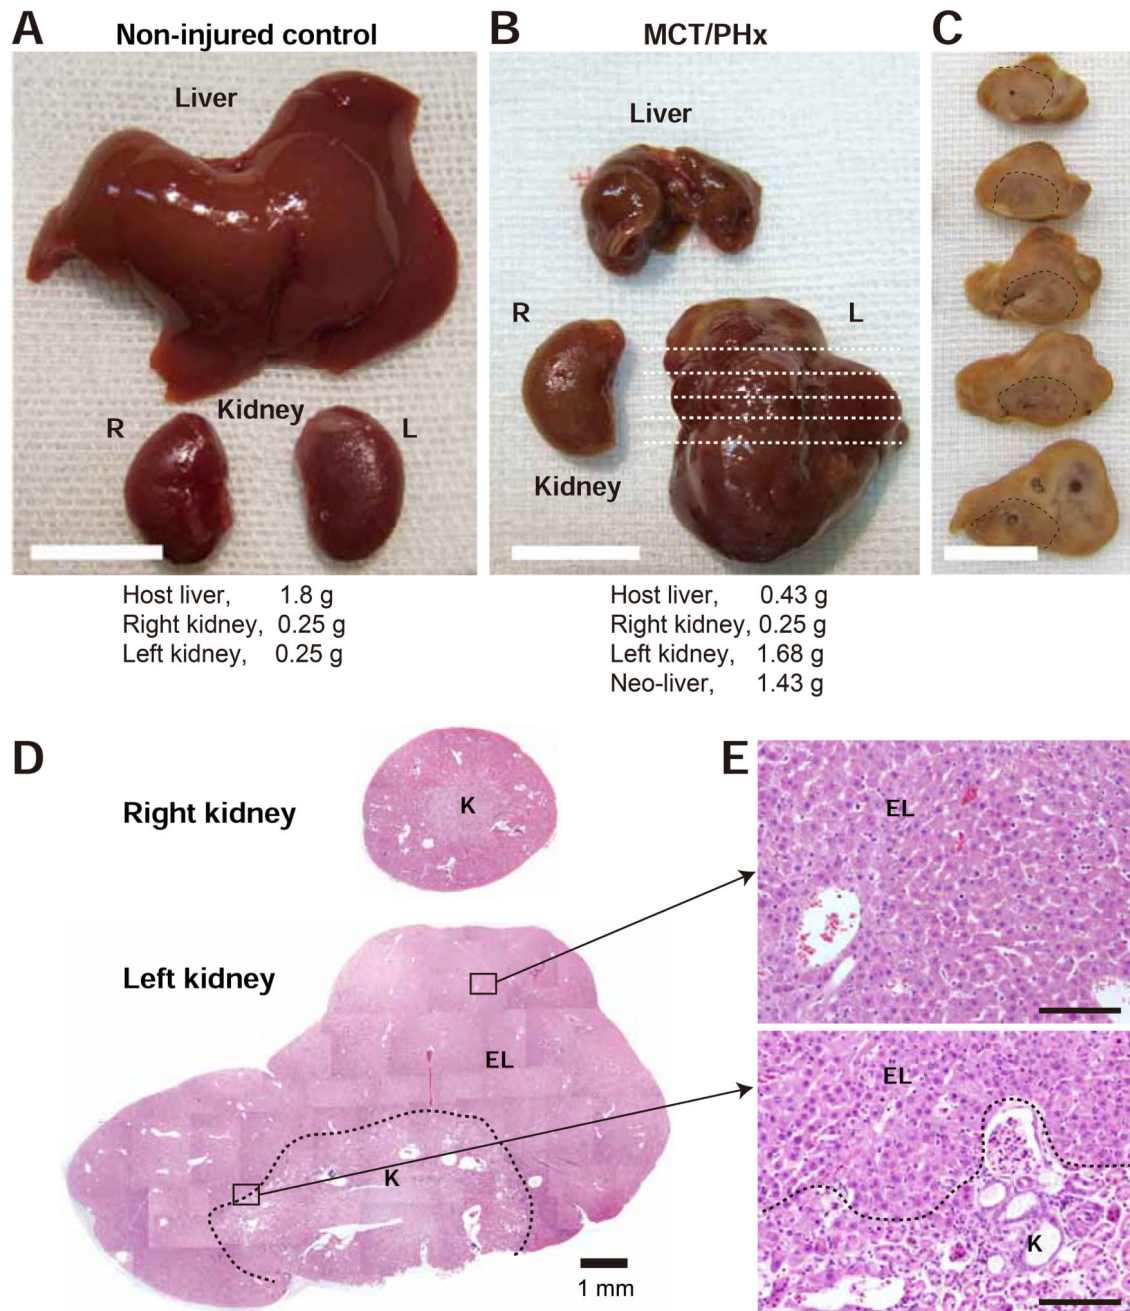 A
Non-injured control
B
MCT/PHx
C
Liver
Kidney
R
L
Liver
R
L
Kidney
Host liver, 1.8 g
Right kidney, 0.25 g
Left kidney, 0.25 g
Host liver, 0.43 g
Right kidney, 0.25 g
Left kidney, 1.68 g
Neo-liver, 1.43 g
D
Right kidney
K
Left kidney
EL
K
1 mm
E
EL
EL
K